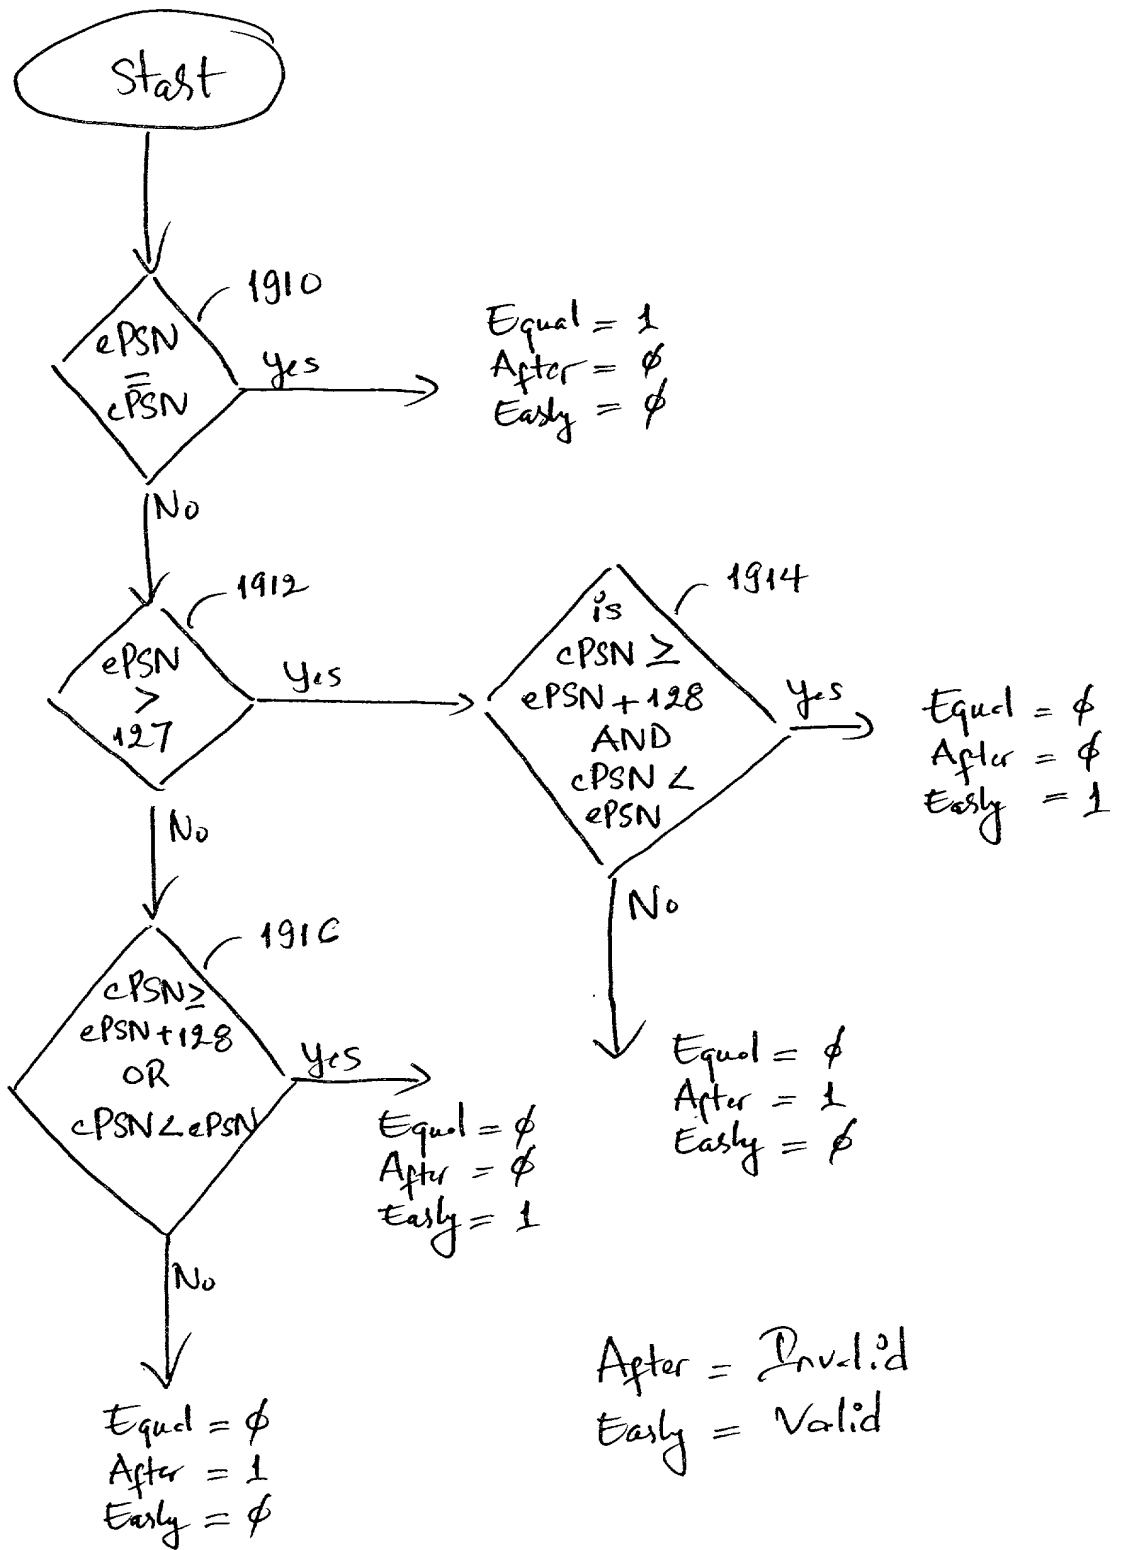 Start
1910
ePSN
=
cPSN
Yes
Equal = 1
After = ϕ
Early = ϕ
No
1912
ePSN
>
127
Yes
1914
is
cPSN ≥
ePSN + 128
AND
cPSN <
ePSN
Yes
Equal = ϕ
After = ϕ
Early = 1
No
Equal = ϕ
After = 1
Early = ϕ
No
1916
cPSN ≥
ePSN + 128
OR
cPSN < ePSN
Yes
Equal = ϕ
After = ϕ
Early = 1
No
Equal = ϕ
After = 1
Early = ϕ
After = Invalid
Early = Valid